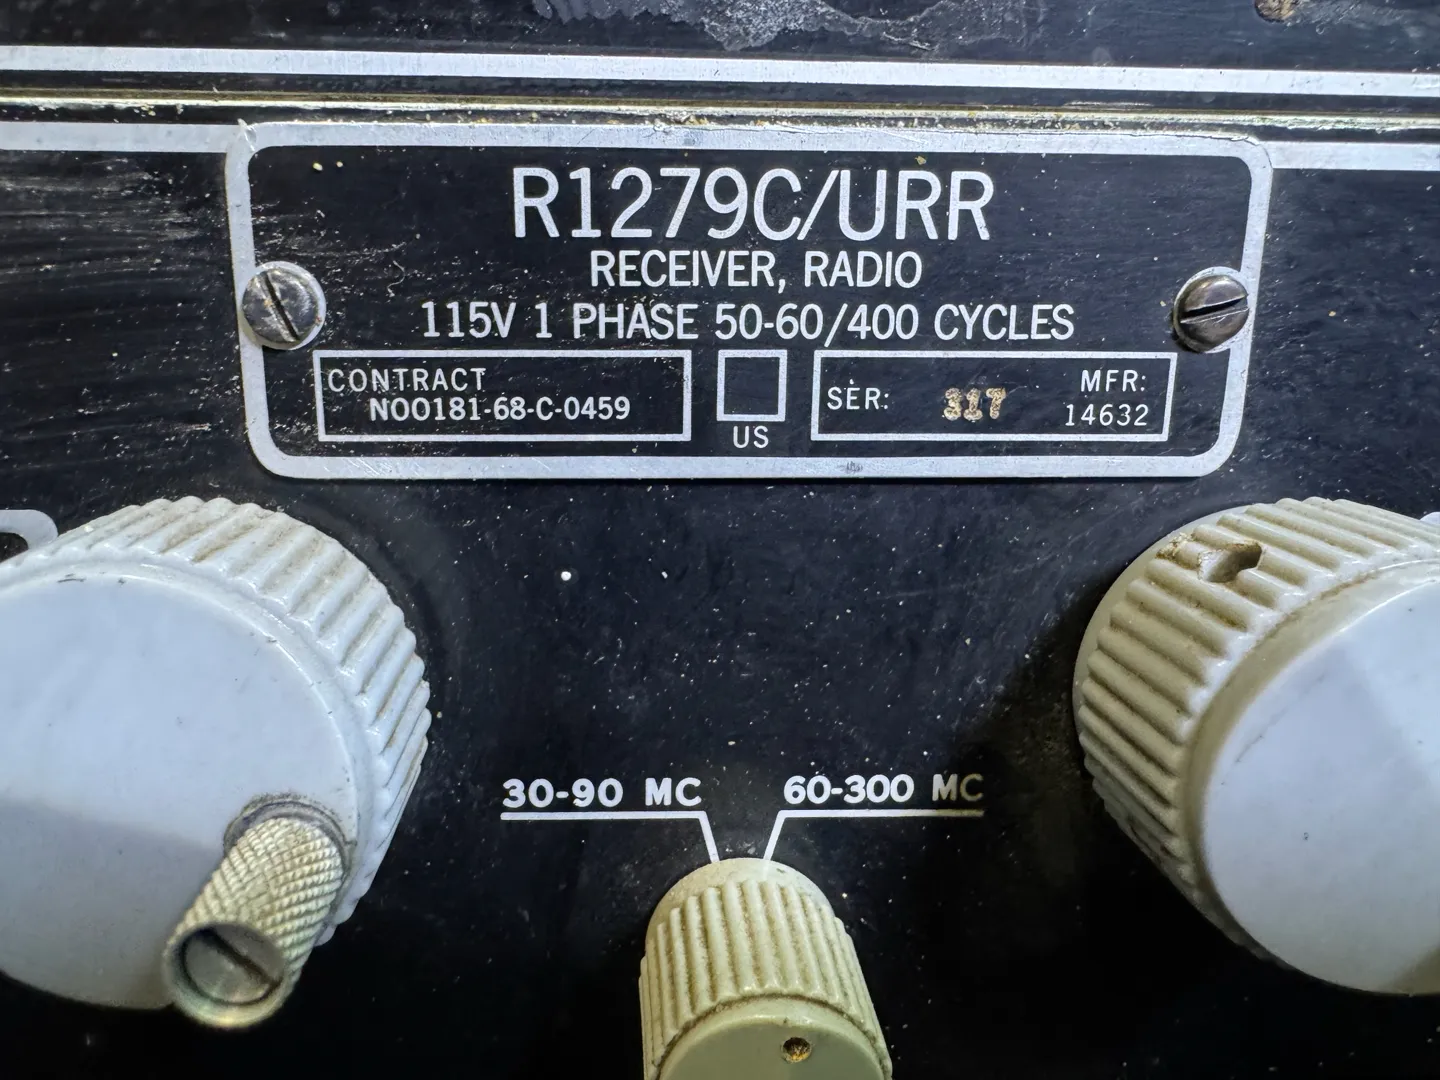 R1279C/URR
RECEIVER, RADIO
115V 1 PHASE 50-60/400 CYCLES
CONTRACT
N00181-68-C-0459
US
SER: 317
MFR:
14632
30-90 MC
60-300 MC